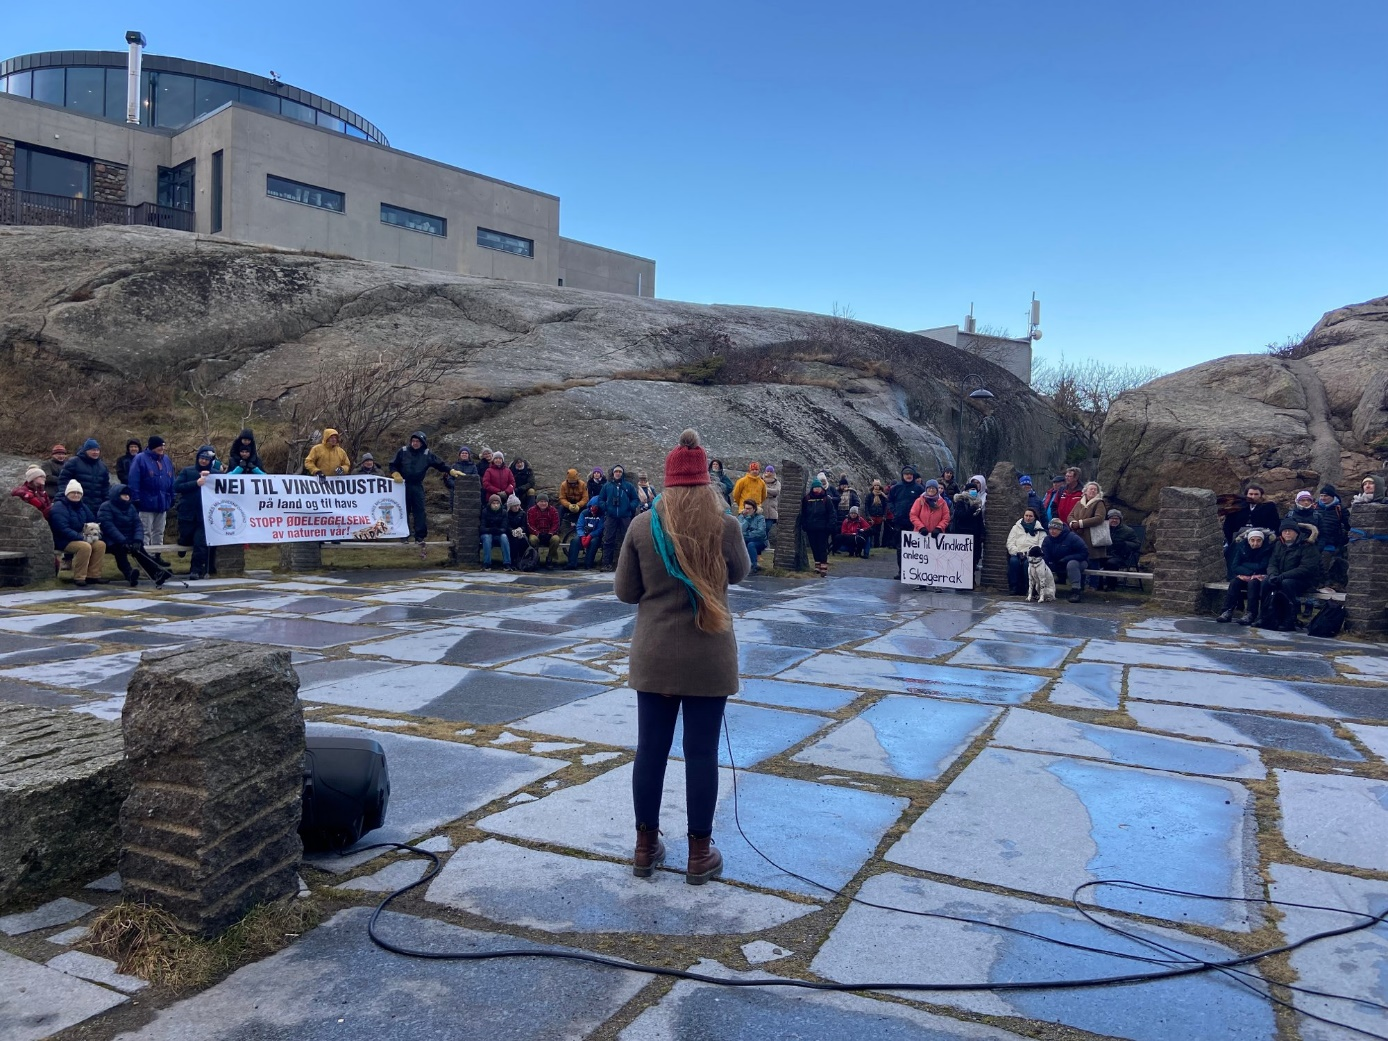 NEI TIL VINDINDUSTRI
på land og til havs
STOPP ØDELEGGELSENE
av naturen vår!
Nei til Vindkraft
anlegg
i Skagerrak